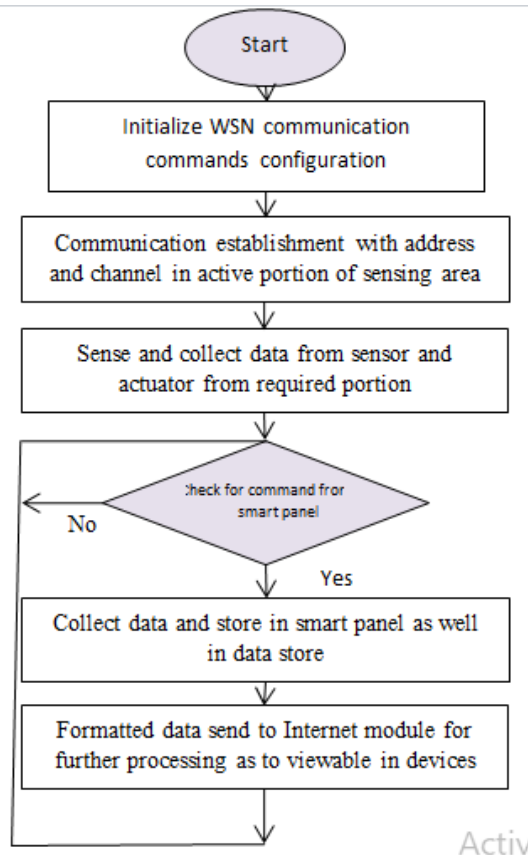 Start
Initialize WSN communication
commands configuration
Communication establishment with address
and channel in active portion of sensing area
Sense and collect data from sensor and
actuator from required portion
heck for command fror
smart panel
No
Yes
Collect data and store in smart panel as well
in data store
Formatted data send to Internet module for
further processing as to viewable in devices
Activ